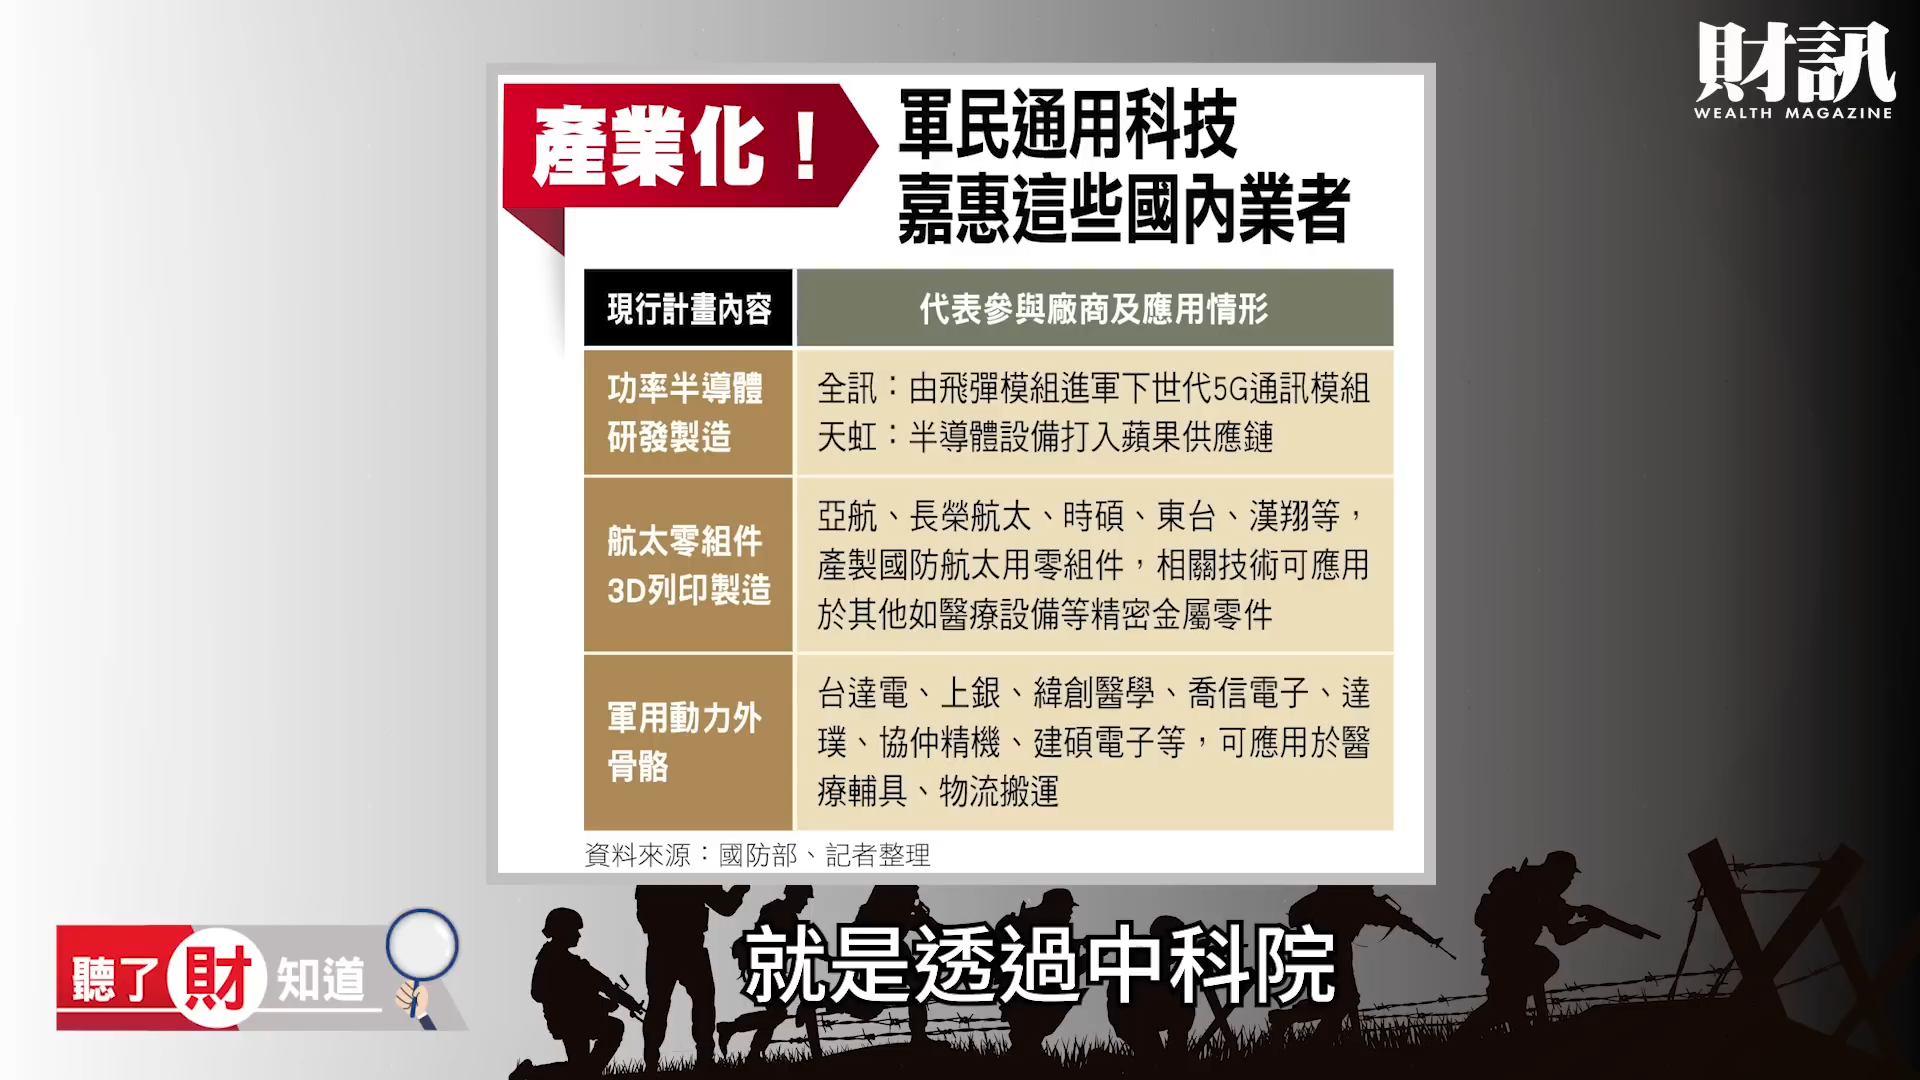 財訊
WEALTH MAGAZINE
產業化！
軍民通用科技
嘉惠這些國內業者
現行計畫內容
代表參與廠商及應用情形
功率半導體
研發製造
全訊：由飛彈模組進軍下世代5G通訊模組
天虹：半導體設備打入蘋果供應鏈
航太零組件
3D列印製造
亞航、長榮航太、時碩、東台、漢翔等，
產製國防航太用零組件，相關技術可應用
於其他如醫療設備等精密金屬零件
軍用動力外
骨骼
台達電、上銀、緯創醫學、喬信電子、達
璞、協仲精機、建碩電子等，可應用於醫
療輔具、物流搬運
資料來源：國防部、記者整理
聽了財知道
就是透過中科院